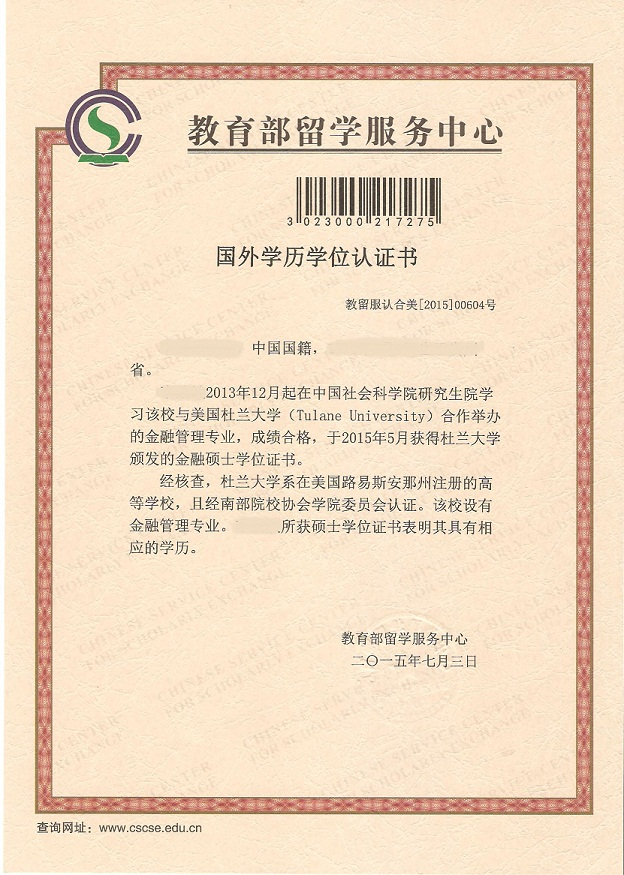 教育部留学服务中心
3 023000 217275
国外学历学位认证书
教留服认合美[2015]00604号
中国国籍，
省。
2013年12月起在中国社会科学院研究生院学
习该校与美国杜兰大学（Tulane University）合作举办
的金融管理专业，成绩合格，于2015年5月获得杜兰大学
颁发的金融硕士学位证书。
经核查，杜兰大学系在美国路易斯安那州注册的高
等学校，且经南部院校协会学院委员会认证。该校设有
金融管理专业。 所获硕士学位证书表明其具有相
应的学历。
教育部留学服务中心
二〇一五年七月三日
查询网址：www.cscse.edu.cn